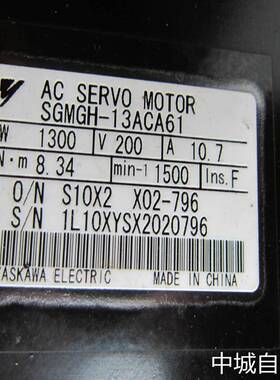 AC SERVO MOTOR
SGMGH-13ACA61
W 1300 V 200 A 10.7
N·m 8.34 min-1 1500 Ins.F
O/N S10X2 X02-796
S/N 1L10XYSX2020796
YASKAWA ELECTRIC MADE IN CHINA
中城自